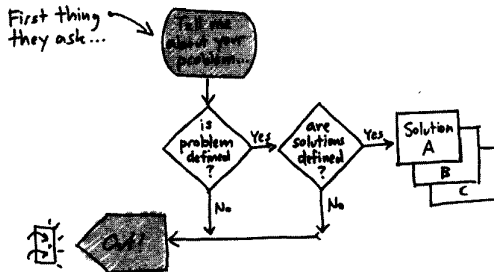 First thing
they ask...
Tell me
about your
problem...
is
problem
defined
?
Yes
are
solutions
defined
?
Yes
Solution
A
B
C
No
No
Out!